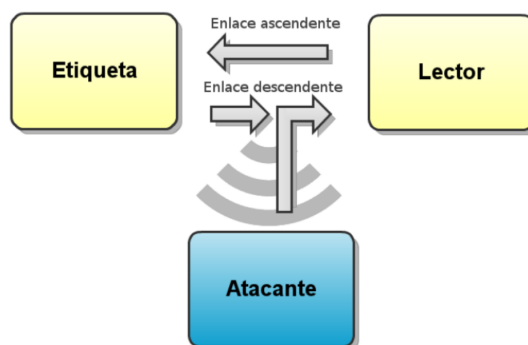 Enlace ascendente
Etiqueta
Lector
Enlace descendente
Atacante